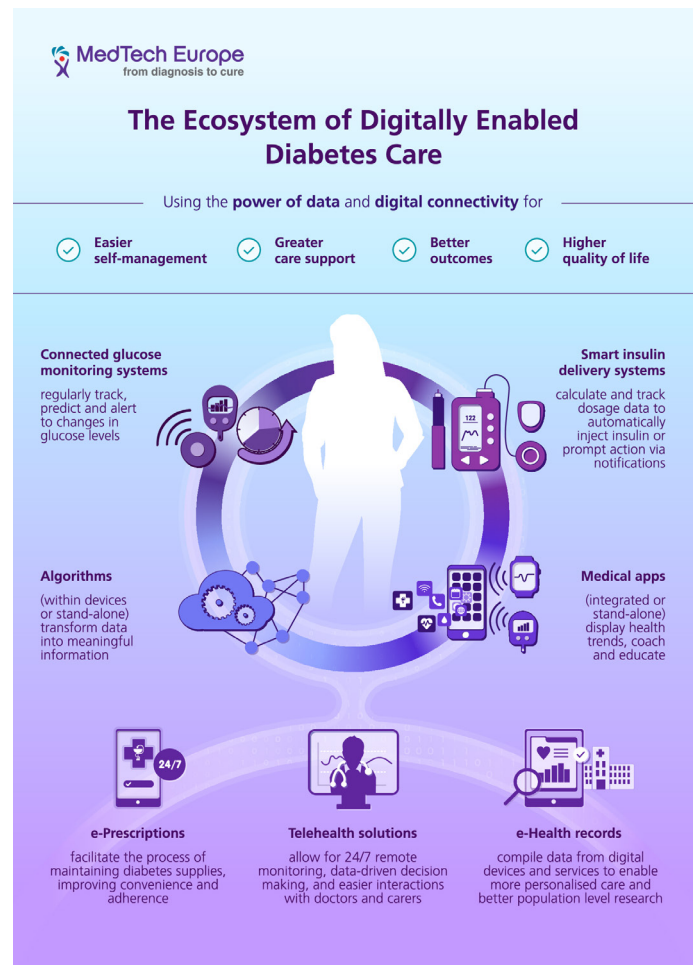 MedTech Europe
from diagnosis to cure
The Ecosystem of Digitally Enabled
Diabetes Care
Using the power of data and digital connectivity for
Easier
self-management
Greater
care support
Better
outcomes
Higher
quality of life
Connected glucose
monitoring systems
regularly track,
predict and alert
to changes in
glucose levels
Smart insulin
delivery systems
calculate and track
dosage data to
automatically
inject insulin or
prompt action via
notifications
122
Algorithms
(within devices
or stand-alone)
transform data
into meaningful
information
Medical apps
(integrated or
stand-alone)
display health
trends, coach
and educate
24/7
e-Prescriptions
facilitate the process of
maintaining diabetes supplies,
improving convenience and
adherence
Telehealth solutions
allow for 24/7 remote
monitoring, data-driven decision
making, and easier interactions
with doctors and carers
e-Health records
compile data from digital
devices and services to enable
more personalised care and
better population level research